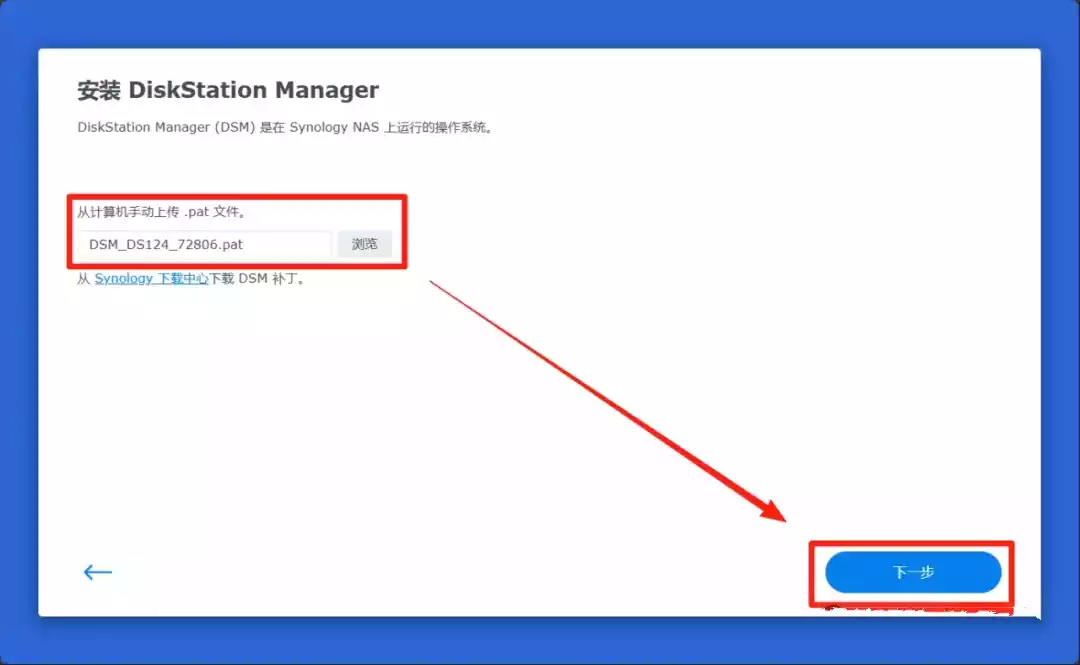 安装 DiskStation Manager
DiskStation Manager (DSM) 是在 Synology NAS 上运行的操作系统。
从计算机手动上传 .pat 文件。
DSM_DS124_72806.pat 浏览
从 Synology 下载中心下载 DSM 补丁。
下一步